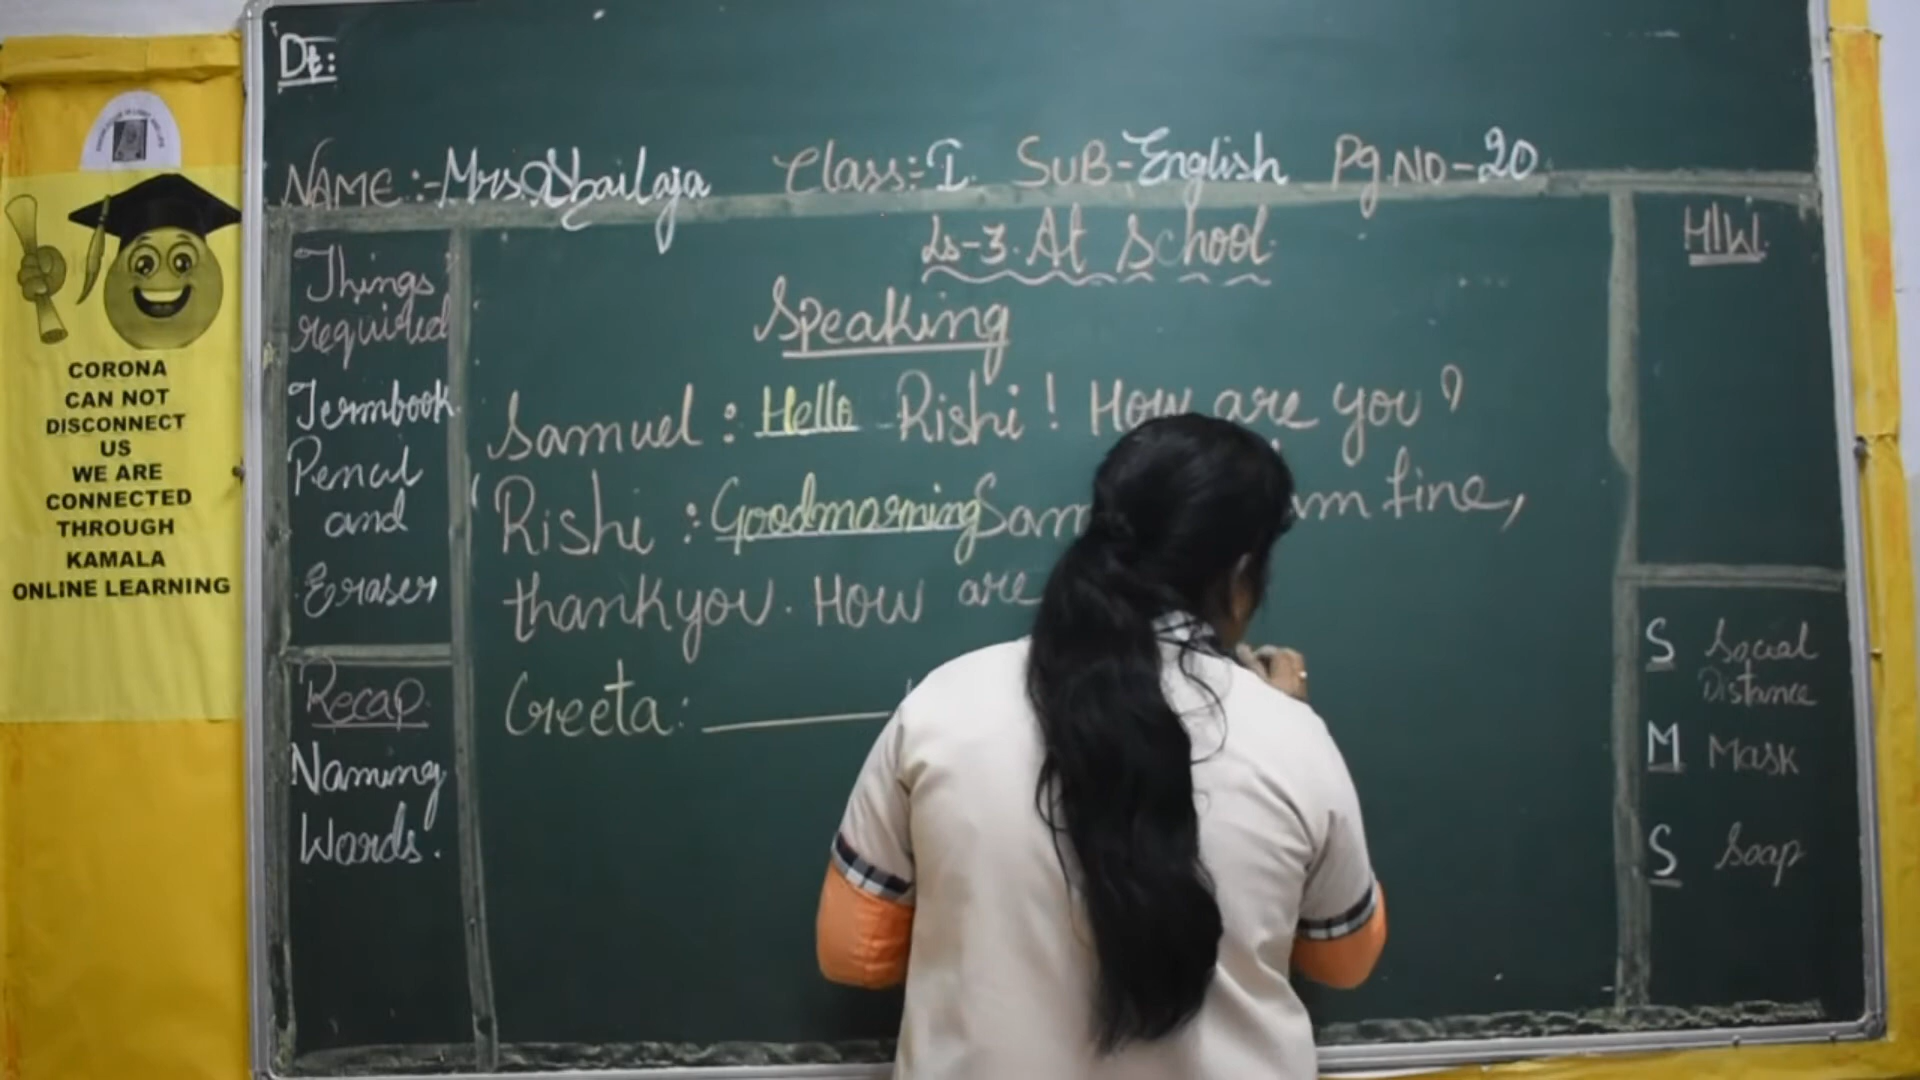 CORONA
CAN NOT
DISCONNECT
US
WE ARE
CONNECTED
THROUGH
KAMALA
ONLINE LEARNING
Dt:
NAME:-Mrs.Shailaja Class:-I SUB-English Pg.NO-20
Things
required
Termbook
Pencil
and
Eraser
Recap
Naming
Words.
Ls-3. At School
Speaking
Samuel : Hello Rishi! How are you?
Rishi : Goodmorning Sam m fine,
thankyou. How are
Greeta:
H/W.
S Social
Distance
M Mask
S Soap